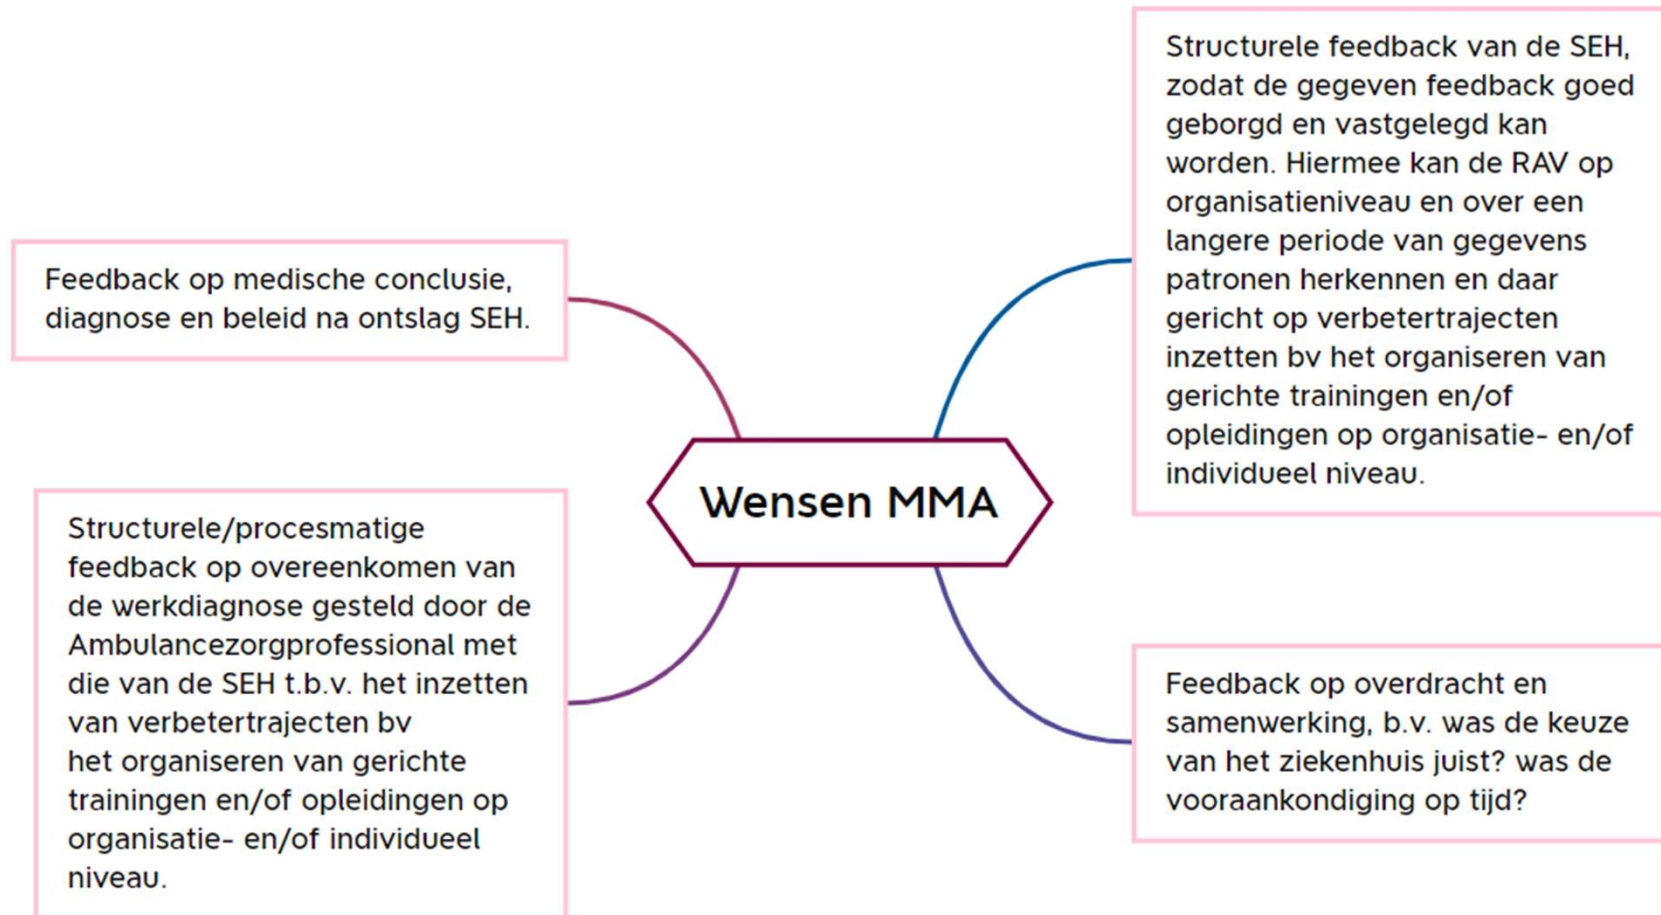 Structurele feedback van de SEH,
zodat de gegeven feedback goed
geborgd en vastgelegd kan
worden. Hiermee kan de RAV op
organisatieniveau en over een
langere periode van gegevens
patronen herkennen en daar
gericht op verbetertrajecten
inzetten bv het organiseren van
gerichte trainingen en/of
opleidingen op organisatie- en/of
individueel niveau.
Feedback op medische conclusie,
diagnose en beleid na ontslag SEH.
Wensen MMA
Structurele/procesmatige
feedback op overeenkomen van
de werkdiagnose gesteld door de
Ambulancezorgprofessional met
die van de SEH t.b.v. het inzetten
van verbetertrajecten bv
het organiseren van gerichte
trainingen en/of opleidingen op
organisatie- en/of individueel
niveau.
Feedback op overdracht en
samenwerking, b.v. was de keuze
van het ziekenhuis juist? was de
vooraankondiging op tijd?